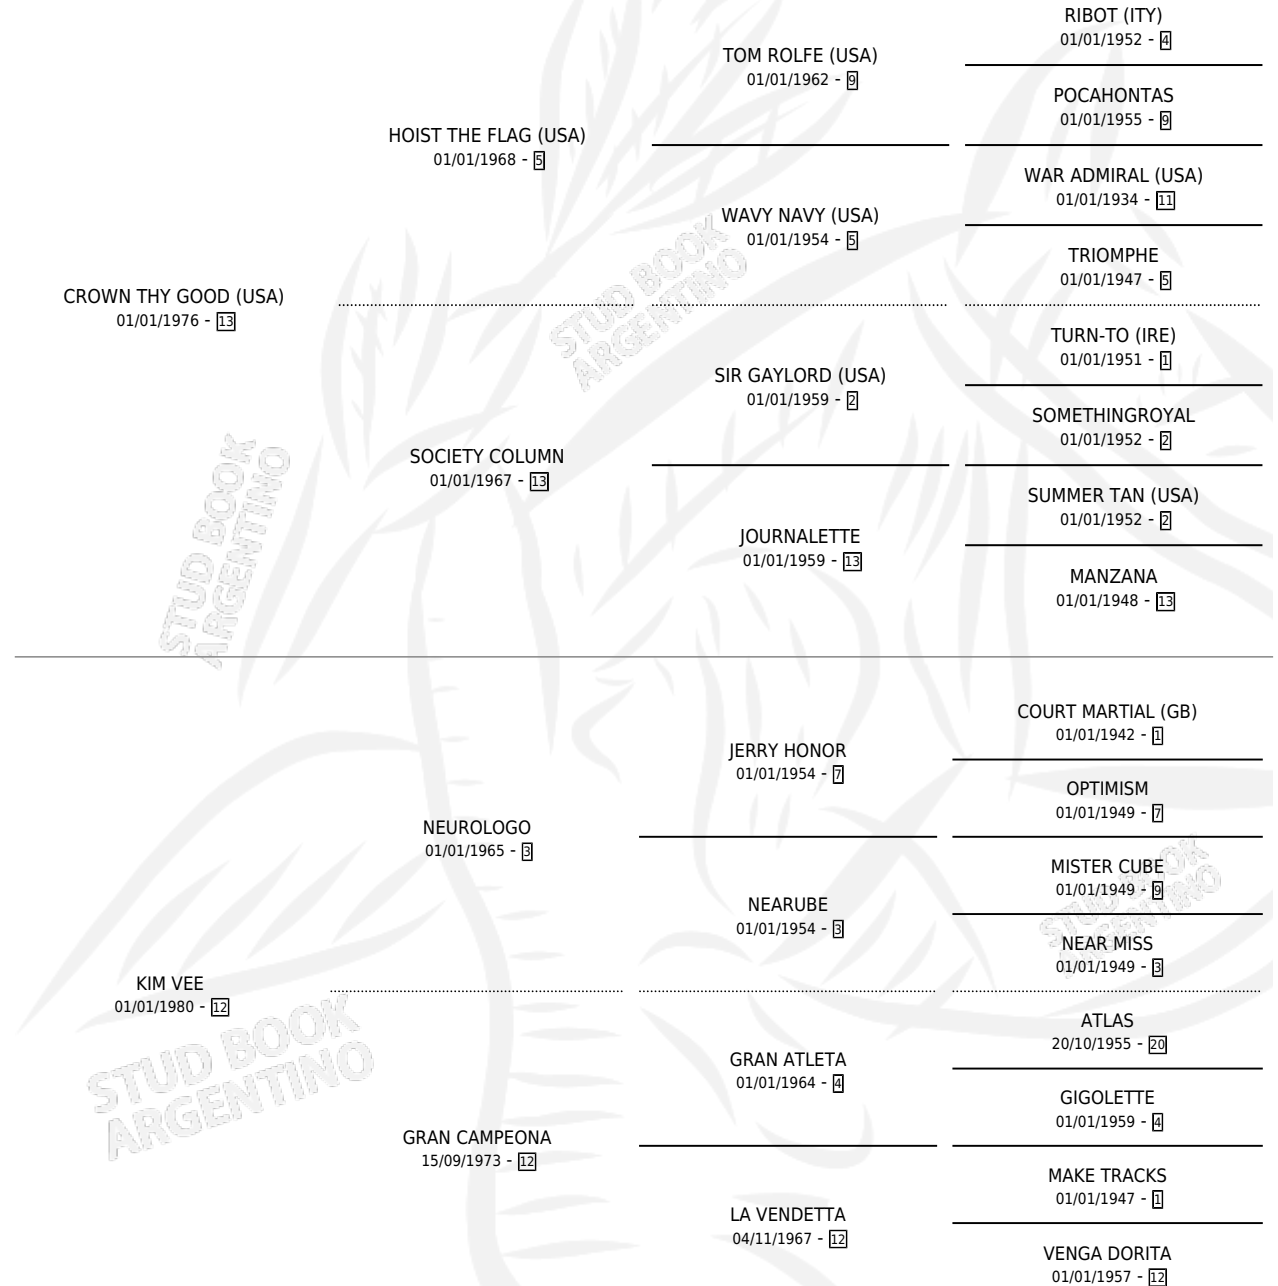 RIBOT (ITY)
01/01/1952 - 4
TOM ROLFE (USA)
01/01/1962 - 9
POCAHONTAS
01/01/1955 - 9
HOIST THE FLAG (USA)
01/01/1968 - 5
WAR ADMIRAL (USA)
01/01/1934 - 11
WAVY NAVY (USA)
01/01/1954 - 5
TRIOMPHE
01/01/1947 - 5
CROWN THY GOOD (USA)
01/01/1976 - 13
TURN-TO (IRE)
01/01/1951 - 1
SIR GAYLORD (USA)
01/01/1959 - 2
SOMETHINGROYAL
01/01/1952 - 2
SOCIETY COLUMN
01/01/1967 - 13
SUMMER TAN (USA)
01/01/1952 - 2
JOURNALETTE
01/01/1959 - 13
MANZANA
01/01/1948 - 13
COURT MARTIAL (GB)
01/01/1942 - 1
JERRY HONOR
01/01/1954 - 7
OPTIMISM
01/01/1949 - 7
NEUROLOGO
01/01/1965 - 3
MISTER CUBE
01/01/1949 - 9
NEARUBE
01/01/1954 - 3
NEAR MISS
01/01/1949 - 3
KIM VEE
01/01/1980 - 12
ATLAS
20/10/1955 - 20
GRAN ATLETA
01/01/1964 - 4
GIGOLETTE
01/01/1959 - 4
GRAN CAMPEONA
15/09/1973 - 12
MAKE TRACKS
01/01/1947 - 1
LA VENDETTA
04/11/1967 - 12
VENGA DORITA
01/01/1957 - 12
STUD BOOK
ARGENTINO
STUD BOOK
ARGENTINO
STUD BOOK
ARGENTINO
STUD BOOK
ARGENTINO